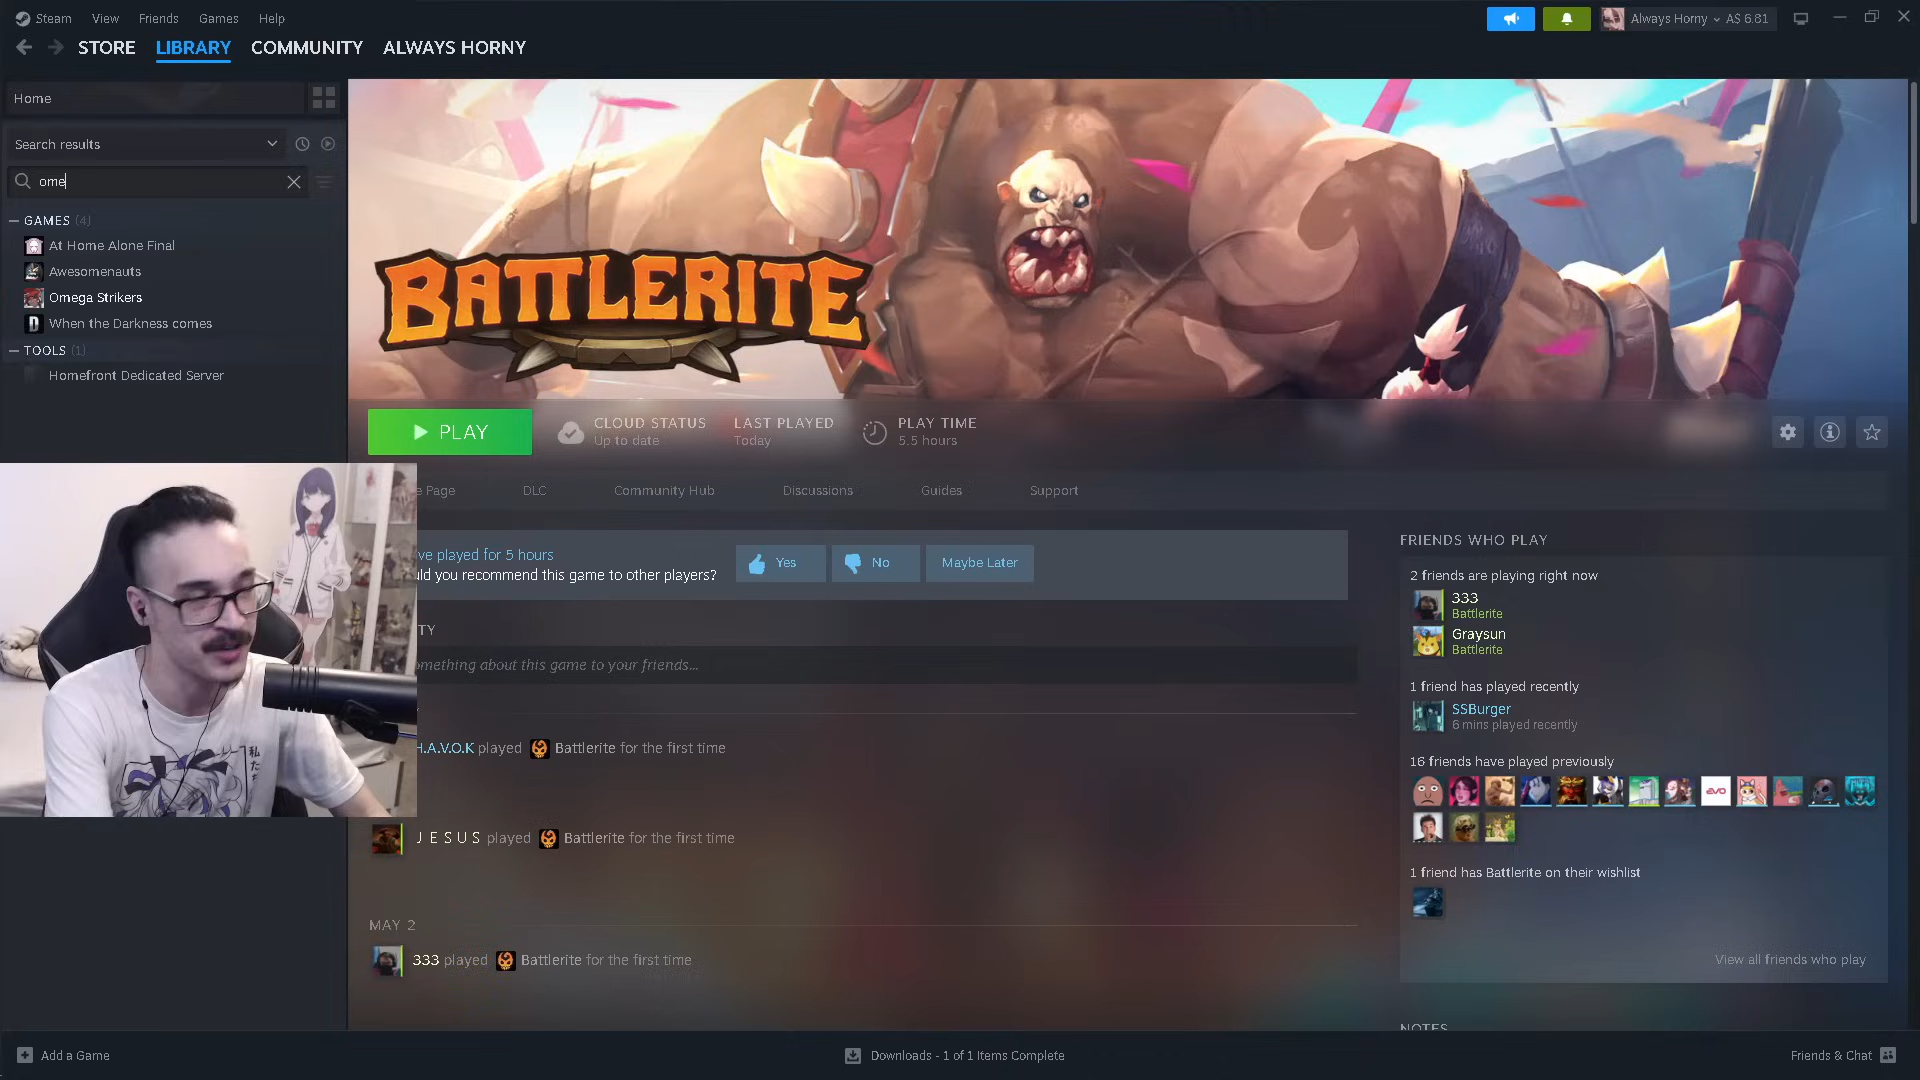 Steam View Friends Games Help
Always Horny A$ 6.81
STORE LIBRARY COMMUNITY ALWAYS HORNY
Home
Search results
ome
GAMES (4)
At Home Alone Final
Awesomenauts
Omega Strikers
When the Darkness comes
TOOLS (1)
Homefront Dedicated Server
BATTLERITE
PLAY
CLOUD STATUS
Up to date
LAST PLAYED
Today
PLAY TIME
5.5 hours
e Page DLC Community Hub Discussions Guides Support
ve played for 5 hours
uld you recommend this game to other players?
Yes No Maybe Later
TY
omething about this game to your friends...
H.A.V.O.K played Battlerite for the first time
J E S U S played Battlerite for the first time
MAY 2
333 played Battlerite for the first time
FRIENDS WHO PLAY
2 friends are playing right now
333
Battlerite
Graysun
Battlerite
1 friend has played recently
SSBurger
6 mins played recently
16 friends have played previously
evo
1 friend has Battlerite on their wishlist
View all friends who play
NOTES
私たち
Add a Game
Downloads - 1 of 1 Items Complete
Friends & Chat